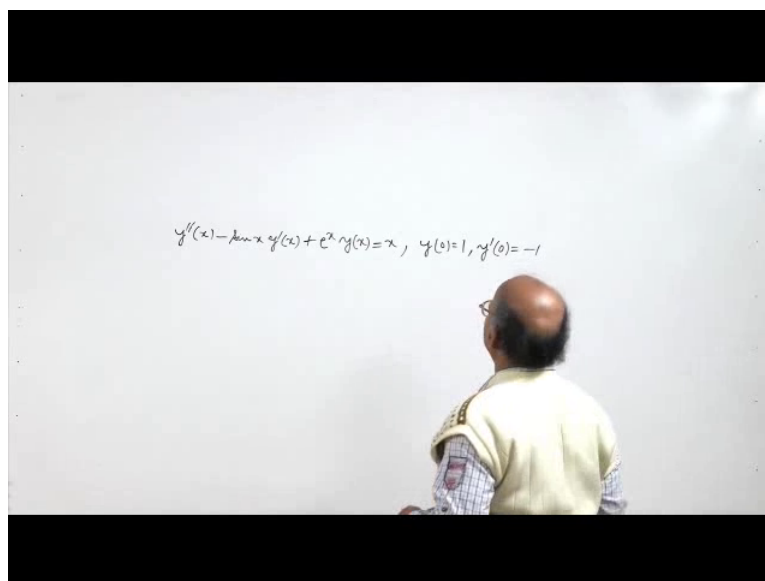 y''(x) - sin x y'(x) + e^x y(x) = x, y(0)=1, y'(0) = -1